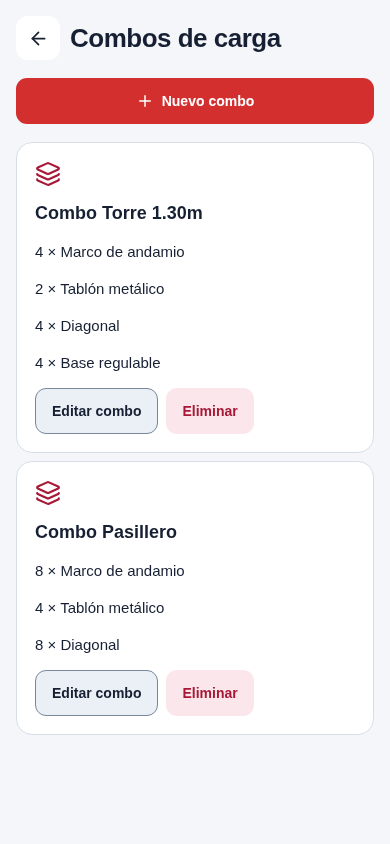 Combos de carga
Nuevo combo
Combo Torre 1.30m
4 × Marco de andamio
2 × Tablón metálico
4 × Diagonal
4 × Base regulable
Editar combo Eliminar
Combo Pasillero
8 × Marco de andamio
4 × Tablón metálico
8 × Diagonal
Editar combo Eliminar